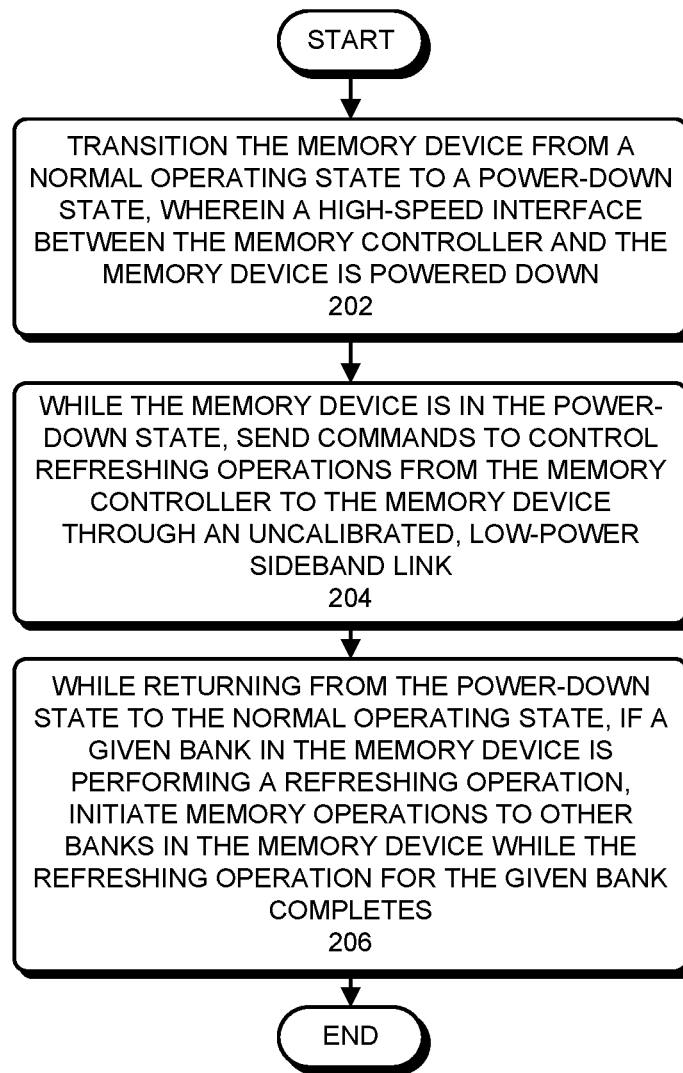 START
TRANSITION THE MEMORY DEVICE FROM A
NORMAL OPERATING STATE TO A POWER-DOWN
STATE, WHEREIN A HIGH-SPEED INTERFACE
BETWEEN THE MEMORY CONTROLLER AND THE
MEMORY DEVICE IS POWERED DOWN
202
WHILE THE MEMORY DEVICE IS IN THE POWER-
DOWN STATE, SEND COMMANDS TO CONTROL
REFRESHING OPERATIONS FROM THE MEMORY
CONTROLLER TO THE MEMORY DEVICE
THROUGH AN UNCALIBRATED, LOW-POWER
SIDEBAND LINK
204
WHILE RETURNING FROM THE POWER-DOWN
STATE TO THE NORMAL OPERATING STATE, IF A
GIVEN BANK IN THE MEMORY DEVICE IS
PERFORMING A REFRESHING OPERATION,
INITIATE MEMORY OPERATIONS TO OTHER
BANKS IN THE MEMORY DEVICE WHILE THE
REFRESHING OPERATION FOR THE GIVEN BANK
COMPLETES
206
END